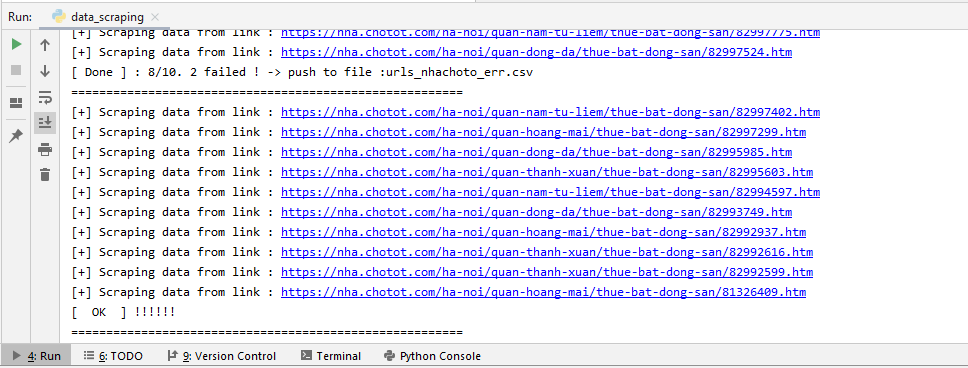 Run: data_scraping
[+] Scraping data from link : https://nha.chotot.com/ha-noi/quan-nam-tu-liem/thue-bat-dong-san/82997775.htm
[+] Scraping data from link : https://nha.chotot.com/ha-noi/quan-dong-da/thue-bat-dong-san/82997524.htm
[ Done ] : 8/10. 2 failed ! -> push to file :urls_nhachoto_err.csv
========================================================
[+] Scraping data from link : https://nha.chotot.com/ha-noi/quan-nam-tu-liem/thue-bat-dong-san/82997402.htm
[+] Scraping data from link : https://nha.chotot.com/ha-noi/quan-hoang-mai/thue-bat-dong-san/82997299.htm
[+] Scraping data from link : https://nha.chotot.com/ha-noi/quan-dong-da/thue-bat-dong-san/82995985.htm
[+] Scraping data from link : https://nha.chotot.com/ha-noi/quan-thanh-xuan/thue-bat-dong-san/82995603.htm
[+] Scraping data from link : https://nha.chotot.com/ha-noi/quan-nam-tu-liem/thue-bat-dong-san/82994597.htm
[+] Scraping data from link : https://nha.chotot.com/ha-noi/quan-dong-da/thue-bat-dong-san/82993749.htm
[+] Scraping data from link : https://nha.chotot.com/ha-noi/quan-hoang-mai/thue-bat-dong-san/82992937.htm
[+] Scraping data from link : https://nha.chotot.com/ha-noi/quan-thanh-xuan/thue-bat-dong-san/82992616.htm
[+] Scraping data from link : https://nha.chotot.com/ha-noi/quan-thanh-xuan/thue-bat-dong-san/82992599.htm
[+] Scraping data from link : https://nha.chotot.com/ha-noi/quan-hoang-mai/thue-bat-dong-san/81326409.htm
[  OK  ] !!!!!!
========================================================
4: Run 6: TODO 9: Version Control Terminal Python Console